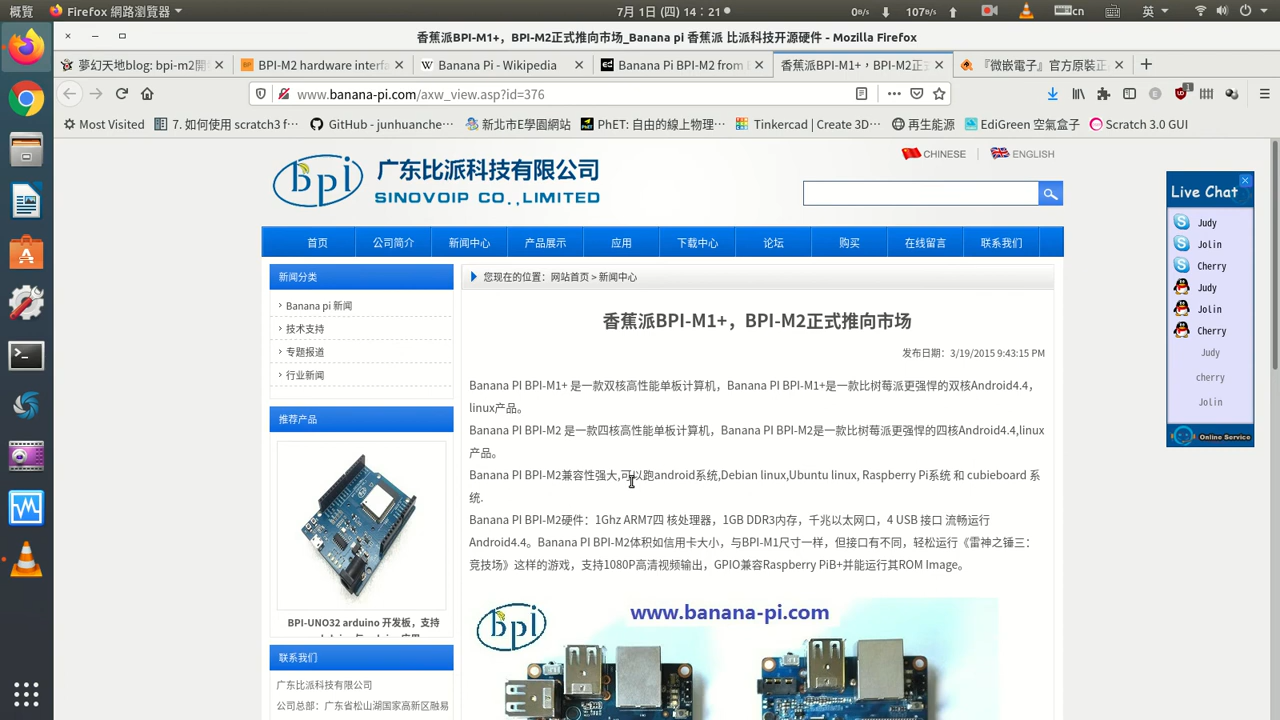 概覽 Firefox 網路瀏覽器 7月 1日 (四) 14：21 0B/s 107B/s cn 英
香蕉派BPI-M1+，BPI-M2正式推向市场_Banana pi 香蕉派 比派科技开源硬件 - Mozilla Firefox
夢幻天地blog: bpi-m2開 BPI-M2 hardware interfa Banana Pi - Wikipedia Banana Pi BPI-M2 from 香蕉派BPI-M1+，BPI-M2正式 『微嵌電子』官方原裝正
www.banana-pi.com/axw_view.asp?id=376
Most Visited 7. 如何使用 scratch3 f… GitHub - junhuanche… 新北市E學園網站 PhET: 自由的線上物理… Tinkercad | Create 3D… 再生能源 EdiGreen 空氣盒子 Scratch 3.0 GUI
bpi 广东比派科技有限公司
SINOVOIP CO.,LIMITED
CHINESE ENGLISH
首页 公司简介 新闻中心 产品展示 应用 下载中心 论坛 购买 在线留言 联系我们
新闻分类
Banana pi 新闻
技术支持
专题报道
行业新闻
推荐产品
BPI-UNO32 arduino 开发板，支持
联系我们
广东比派科技有限公司
公司总部：广东省松山湖国家高新区融易
您现在的位置：网站首页 > 新闻中心
香蕉派BPI-M1+，BPI-M2正式推向市场
发布日期：3/19/2015 9:43:15 PM
Banana PI BPI-M1+ 是一款双核高性能单板计算机，Banana PI BPI-M1+是一款比树莓派更强悍的双核Android4.4，
linux产品。
Banana PI BPI-M2 是一款四核高性能单板计算机，Banana PI BPI-M2是一款比树莓派更强悍的四核Android4.4,linux
产品。
Banana PI BPI-M2兼容性强大,可以跑android系统,Debian linux,Ubuntu linux, Raspberry Pi系统 和 cubieboard 系
统.
Banana PI BPI-M2硬件：1Ghz ARM7四 核处理器，1GB DDR3内存，千兆以太网口，4 USB 接口 流畅运行
Android4.4。Banana PI BPI-M2体积如信用卡大小，与BPI-M1尺寸一样，但接口有不同，轻松运行《雷神之锤三：
竞技场》这样的游戏，支持1080P高清视频输出，GPIO兼容Raspberry PiB+并能运行其ROM Image。
bpi www.banana-pi.com
Live Chat
Judy
Jolin
Cherry
Judy
Jolin
Cherry
Judy
cherry
Jolin
Online Service